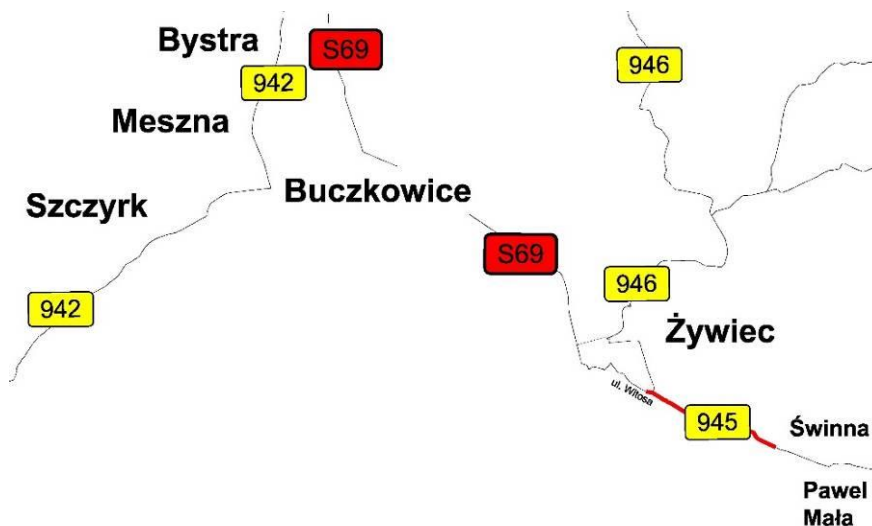 Bystra
S69
942
946
Meszna
Szczyrk
Buczkowice
S69
946
942
Żywiec
ul. Witosa
945
Świnna
Pawel
Mała